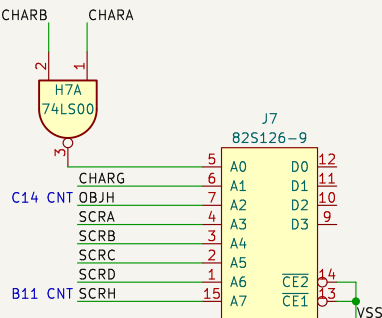 CHARB CHARA
2 1
H7A
74LS00
3
J7
82S126-9
5 A0 D0 12
CHARG 6 A1 D1 11
C14 CNT OBJH 7 A2 D2 10
SCRA 4 A3 D3 9
SCRB 3 A4
SCRC 2 A5
SCRD 1 A6 CE2 14
B11 CNT SCRH 15 A7 CE1 13
VSS